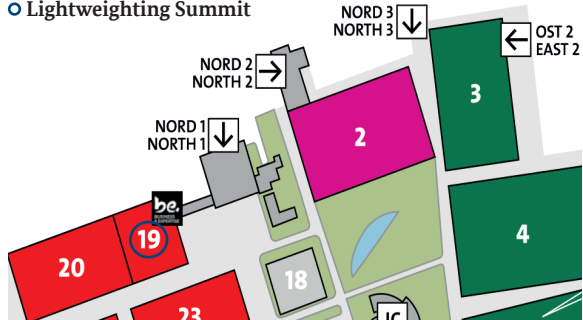 Lightweighting Summit
NORD 3
NORTH 3
OST 2
EAST 2
NORD 2
NORTH 2
3
2
NORD 1
NORTH 1
be.
BUSINESS
& EXPERTISE
19
4
20
18
23
IC